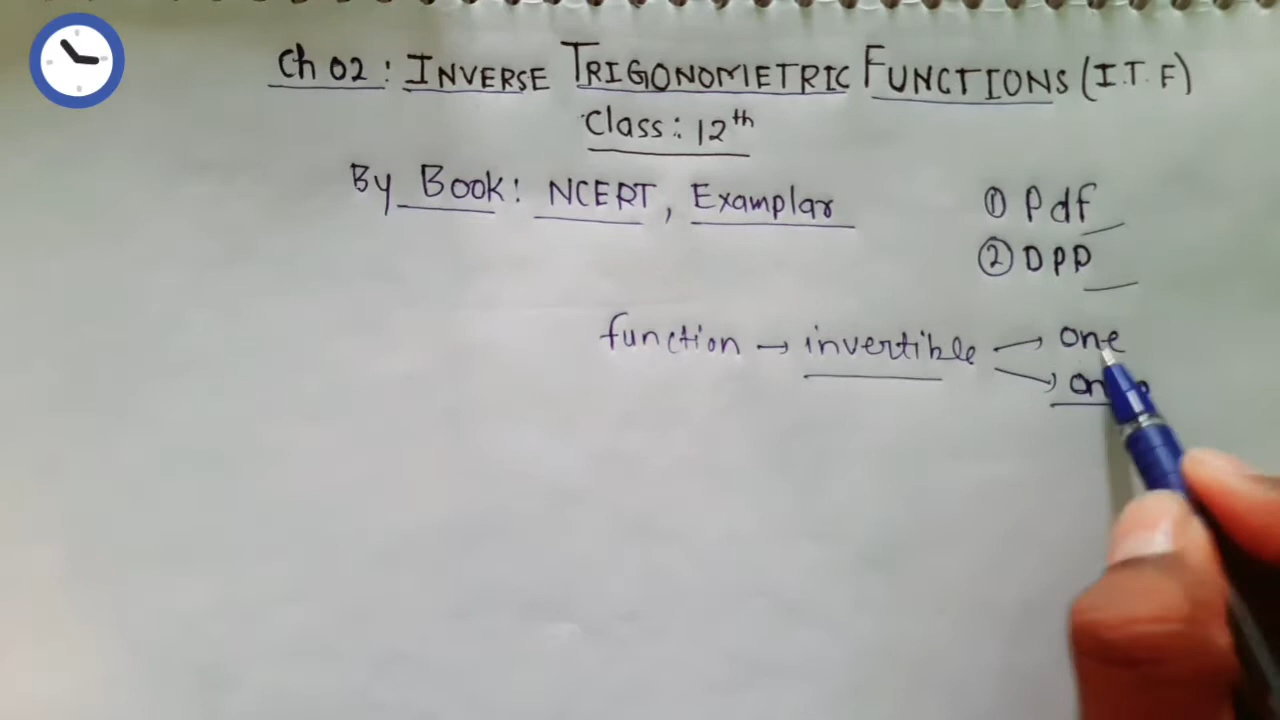 Ch 02: INVERSE TRIGONOMETRIC FUNCTIONS (I.T.F)
Class: 12th
By Book: NCERT, Examplar
① Pdf
② DPP
function → invertible → one